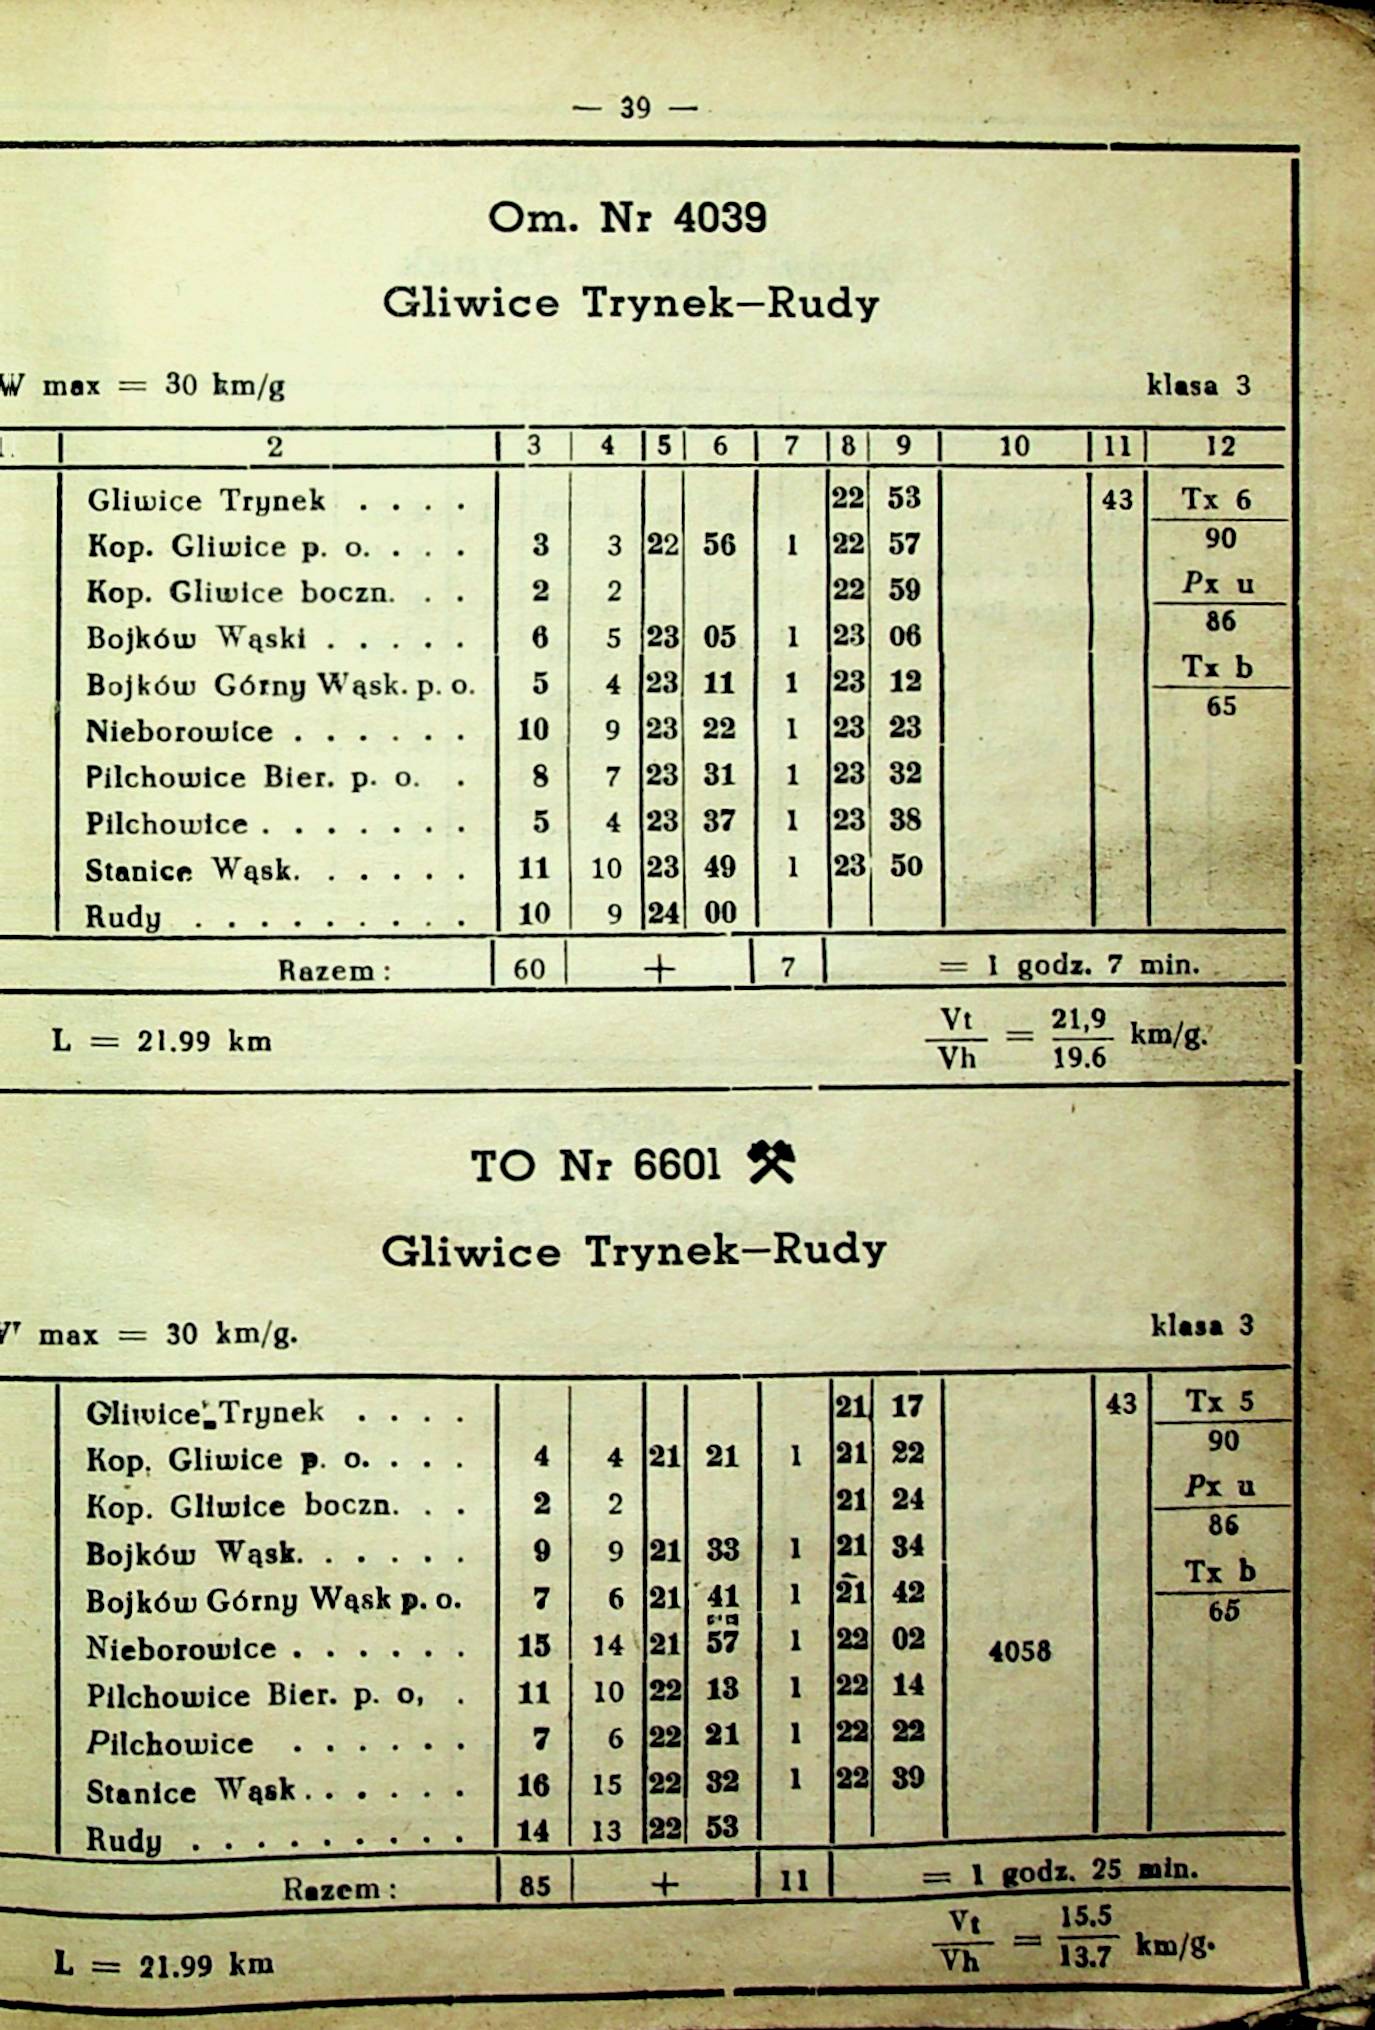 — 39 —
Om. Nr 4039
Gliwice Trynek—Rudy
W max = 30 km/g klasa 3
1. 2 3 4 5 6 7 8 9 10 11 12
Gliwice Trynek . . . . 22 53 43 Tx 6
Kop. Gliwice p. o. . . . 3 3 22 56 1 22 57 90
Kop. Gliwice boczn. . . 2 2 22 59 Px u
Bojków Wąski . . . . . 6 5 23 05 1 23 06 86
Bojków Górny Wąsk. p. o. 5 4 23 11 1 23 12 Tx b
Nieborowice . . . . . . 10 9 23 22 1 23 23 65
Pilchowice Bier. p. o. . 8 7 23 31 1 23 32
Pilchowice . . . . . . . 5 4 23 37 1 23 38
Stanice Wąsk. . . . . . 11 10 23 49 1 23 50
Rudy . . . . . . . . . 10 9 24 00
Razem: 60 + 7 = 1 godz. 7 min.
L = 21.99 km Vt/Vh = 21,9/19.6 km/g.
TO Nr 6601 ⚒
Gliwice Trynek—Rudy
max = 30 km/g. klasa 3
Gliwice Trynek . . . . 21 17 43 Tx 5
Kop. Gliwice p. o. . . . 4 4 21 21 1 21 22 90
Kop. Gliwice boczn. . . 2 2 21 24 Px u
Bojków Wąsk. . . . . . 9 9 21 33 1 21 34 86
Bojków Górny Wąsk p. o. 7 6 21 41 1 21 42 Tx b
Nieborowice . . . . . . 15 14 21 57 1 22 02 4058 65
Pilchowice Bier. p. o, . 11 10 22 13 1 22 14
Pilchowice . . . . . . 7 6 22 21 1 22 22
Stanice Wąsk . . . . . . 16 15 22 32 1 22 39
Rudy . . . . . . . . . 14 13 22 53
Razem: 85 + 11 = 1 godz. 25 min.
L = 21.99 km Vt/Vh = 15.5/13.7 km/g.